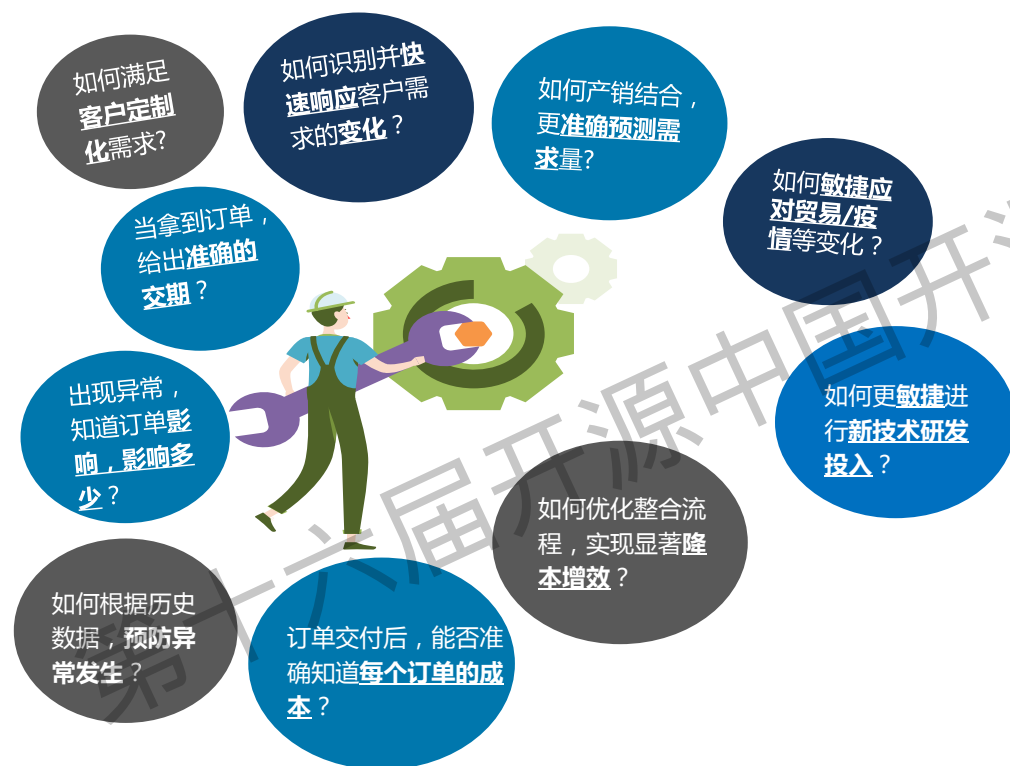 如何满足
客户定制
化需求?
如何识别并快
速响应客户需
求的变化？
如何产销结合，
更准确预测需
求量?
如何敏捷应
对贸易/疫
情等变化？
当拿到订单，
给出准确的
交期？
出现异常，
知道订单影
响，影响多
少？
如何更敏捷进
行新技术研发
投入？
如何优化整合流
程，实现显著降
本增效？
如何根据历史
数据，预防异
常发生？
订单交付后，能否准
确知道每个订单的成
本？
第十六届开源中国开源